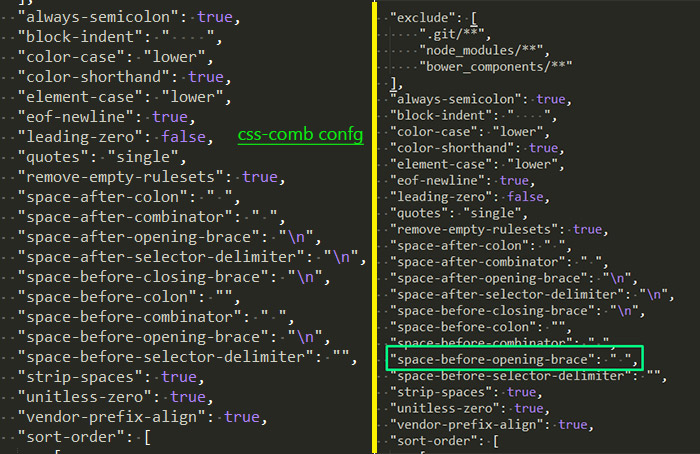 "always-semicolon": true,
"block-indent": "    ",
"color-case": "lower",
"color-shorthand": true,
"element-case": "lower",
"eof-newline": true,
"leading-zero": false,
"quotes": "single",
"remove-empty-rulesets": true,
"space-after-colon": " ",
"space-after-combinator": " ",
"space-after-opening-brace": "\n",
"space-after-selector-delimiter": "\n",
"space-before-closing-brace": "\n",
"space-before-colon": "",
"space-before-combinator": " ",
"space-before-opening-brace": "\n",
"space-before-selector-delimiter": "",
"strip-spaces": true,
"unitless-zero": true,
"vendor-prefix-align": true,
"sort-order": [
[
css-comb confg
"exclude": [
".git/**",
"node_modules/**",
"bower_components/**"
],
"always-semicolon": true,
"block-indent": "    ",
"color-case": "lower",
"color-shorthand": true,
"element-case": "lower",
"eof-newline": true,
"leading-zero": false,
"quotes": "single",
"remove-empty-rulesets": true,
"space-after-colon": " ",
"space-after-combinator": " ",
"space-after-opening-brace": "\n",
"space-after-selector-delimiter": "\n",
"space-before-closing-brace": "\n",
"space-before-colon": "",
"space-before-combinator": " ",
"space-before-opening-brace": " ",
"space-before-selector-delimiter": "",
"strip-spaces": true,
"unitless-zero": true,
"vendor-prefix-align": true,
"sort-order": [
[